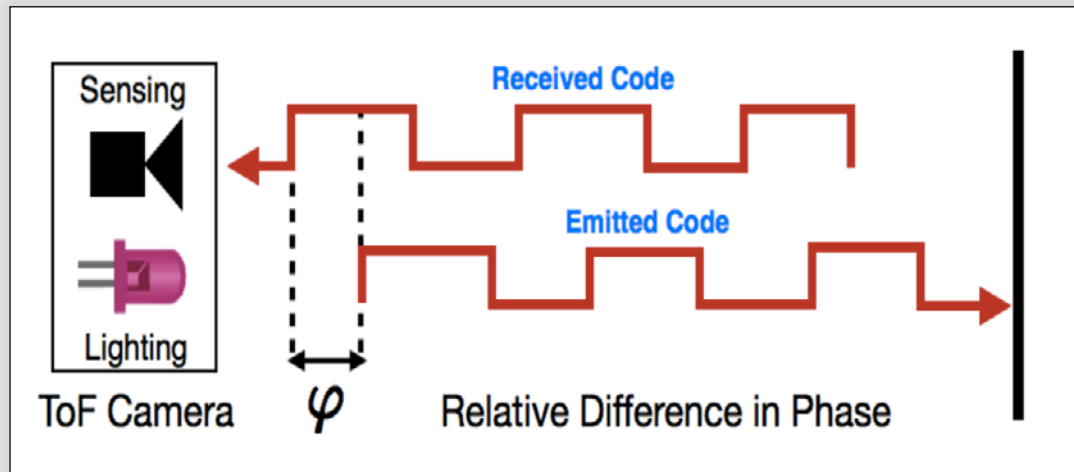 Sensing
Received Code
Emitted Code
Lighting
ToF Camera
φ
Relative Difference in Phase